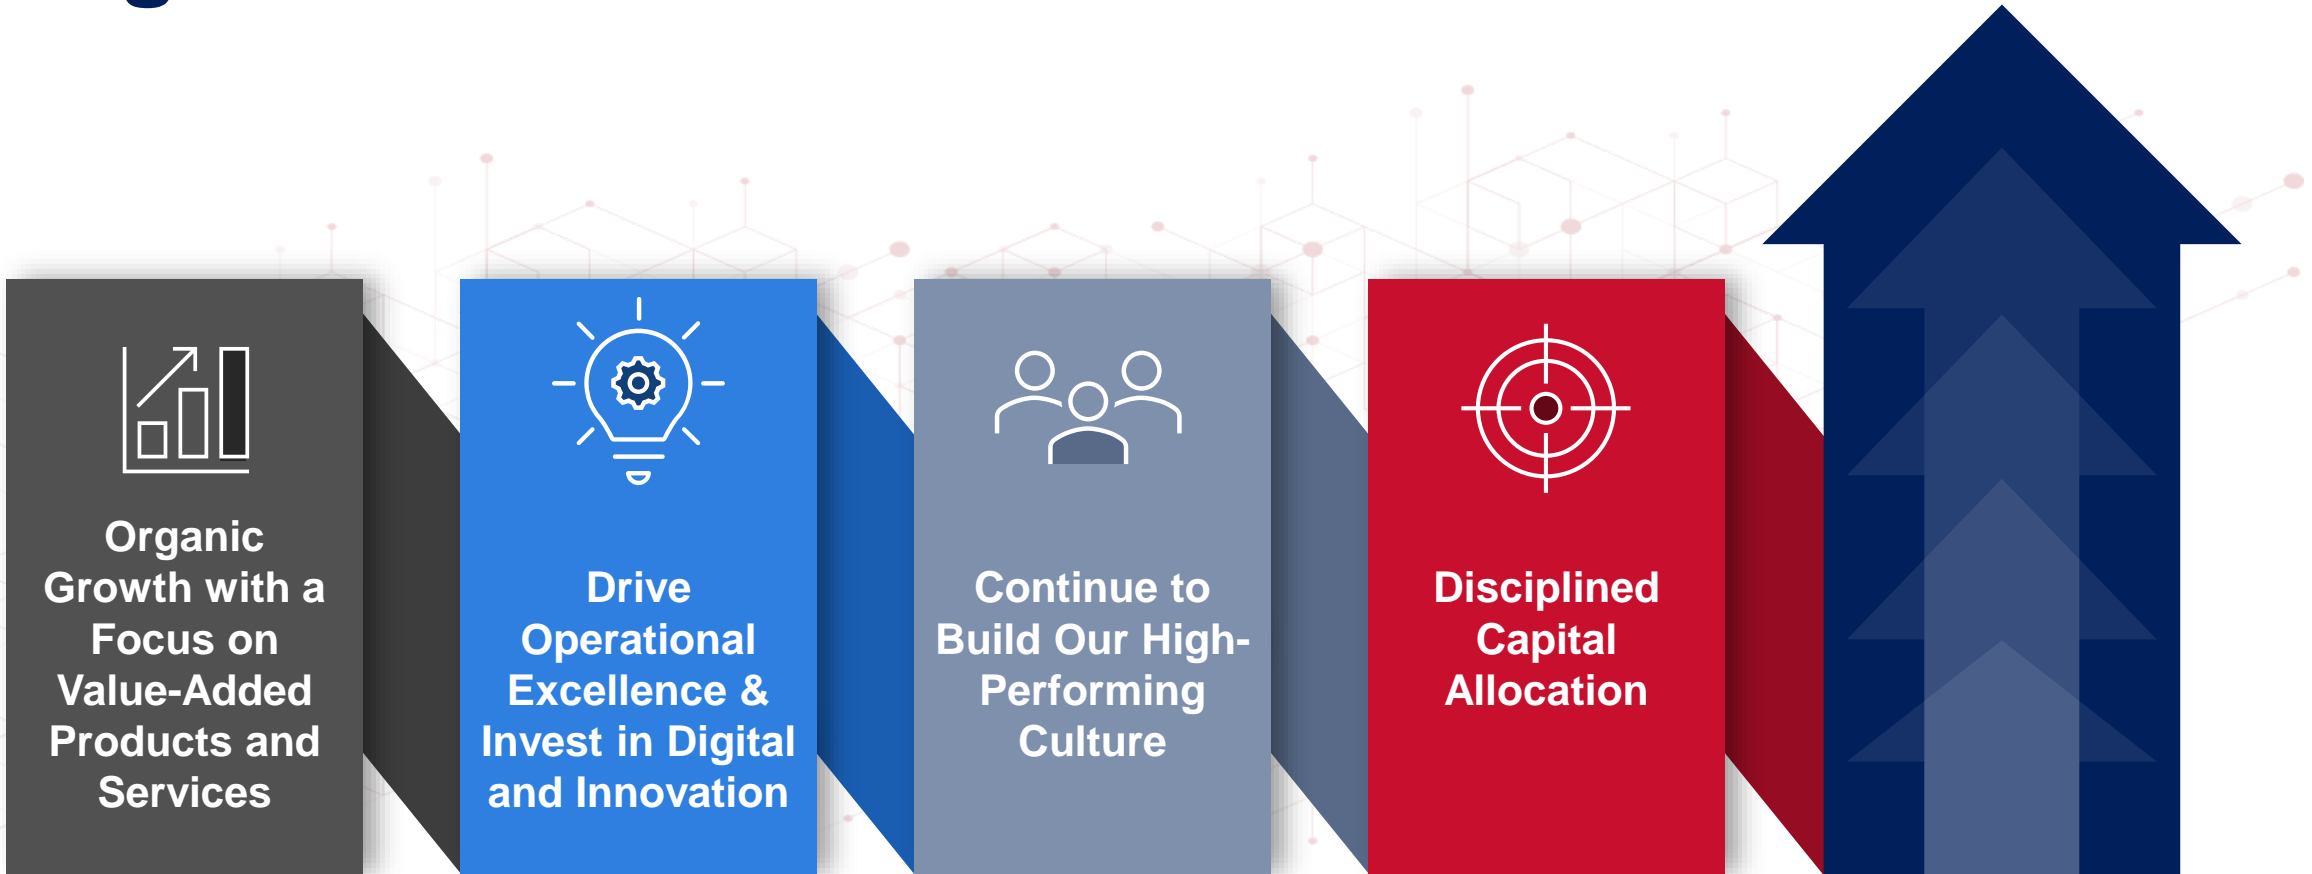 Organic
Growth with a
Focus on
Value-Added
Products and
Services
Drive
Operational
Excellence &
Invest in Digital
and Innovation
Continue to
Build Our High-
Performing
Culture
Disciplined
Capital
Allocation